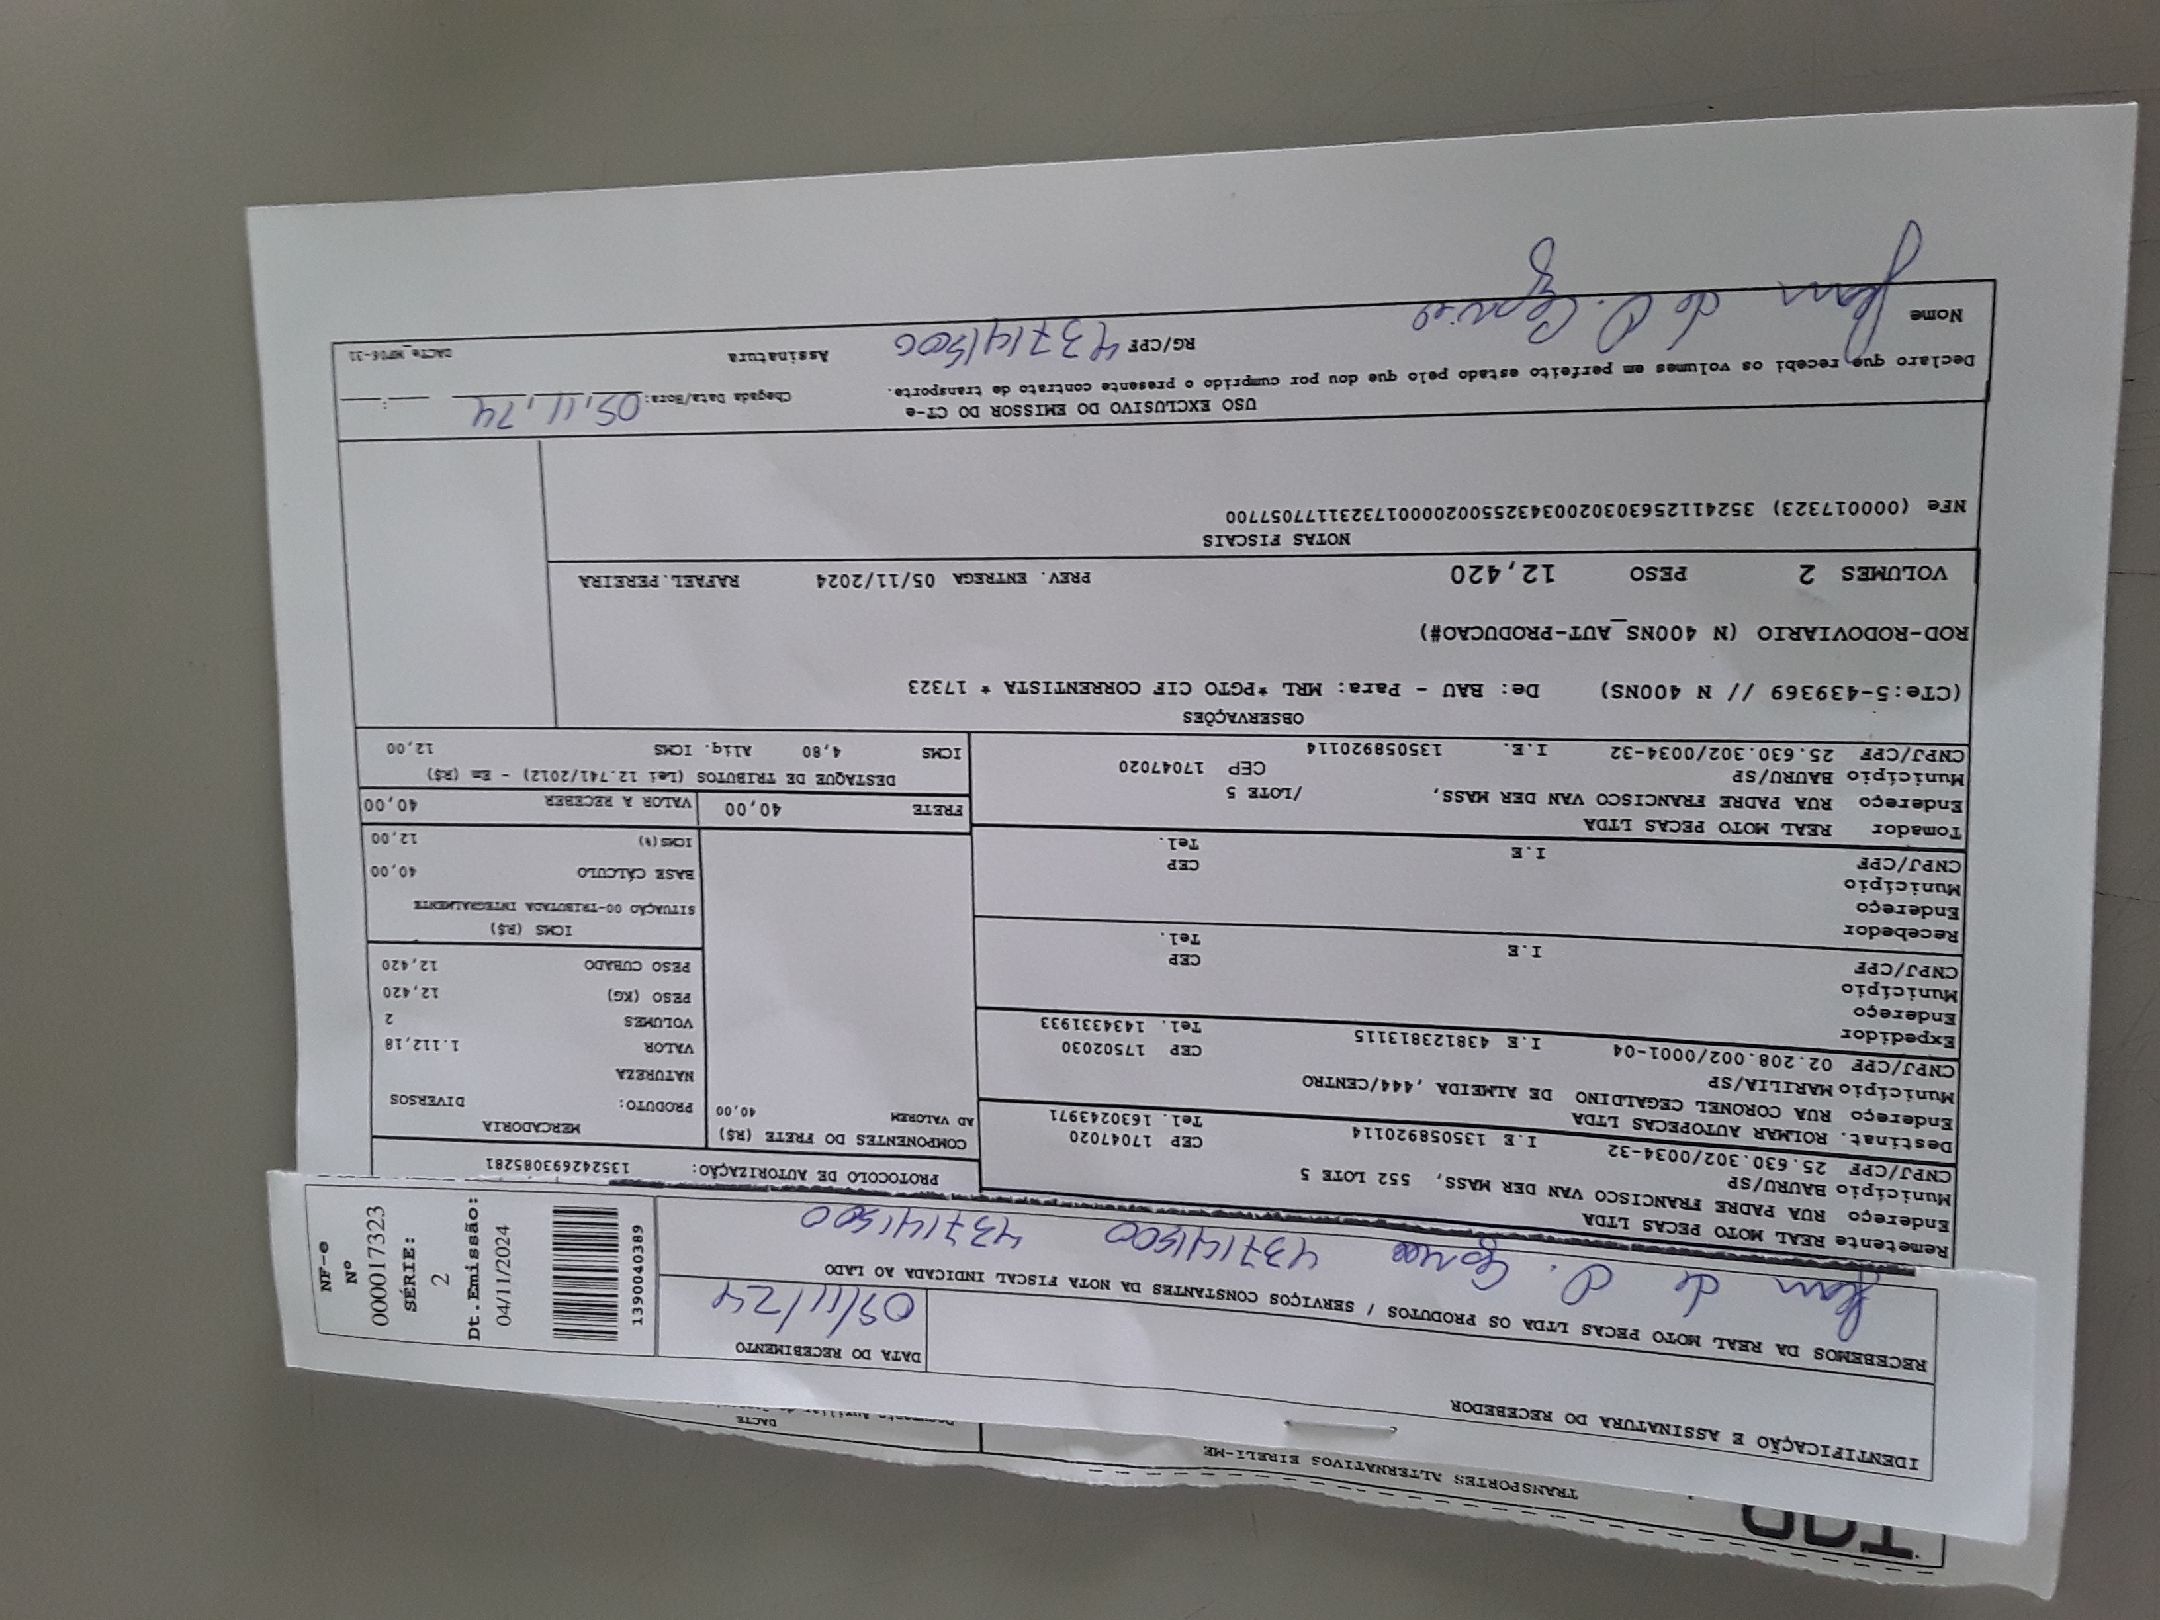 TRANSPORTES ALTERNATIVOS EIRELI-ME
DACTE
IDENTIFICAÇÃO E ASSINATURA DO RECEBEDOR
RECEBEMOS DA REAL MOTO PECAS LTDA OS PRODUTOS / SERVIÇOS CONSTANTES DA NOTA FISCAL INDICADA AO LADO
DATA DO RECEBIMENTO
05/11/24
437141500 437141500
NF-e
Nº
000017323
SÉRIE:
2
Dt.Emissão:
04/11/2024
1390040389
Remetente REAL MOTO PECAS LTDA
Endereço RUA PADRE FRANCISCO VAN DER MASS, 552 LOTE 5
Município BAURU/SP CEP 17047020
CNPJ/CPF 25.630.302/0034-32 I.E 135058920114 Tel. 1630243971
Destinat. ROLMAR AUTOPECAS LTDA
Endereço RUA CORONEL CEGALDINO DE ALMEIDA ,444/CENTRO
Município MARILIA/SP CEP 17502030
CNPJ/CPF 02.208.002/0001-04 I.E 438123813115 Tel. 1434331933
Expedidor
Endereço
Município CEP
CNPJ/CPF I.E Tel.
Recebedor
Endereço
Município CEP
CNPJ/CPF I.E Tel.
Tomador REAL MOTO PECAS LTDA
Endereço RUA PADRE FRANCISCO VAN DER MASS, /LOTE 5
Município BAURU/SP CEP 17047020
CNPJ/CPF 25.630.302/0034-32 I.E. 135058920114
PROTOCOLO DE AUTORIZAÇÃO: 135242693085281
COMPONENTES DO FRETE (R$)
AD VALOREM 40,00
MERCADORIA
PRODUTO: DIVERSOS
NATUREZA
VALOR 1.112,18
VOLUMES 2
PESO (KG) 12,420
PESO CUBADO 12,420
ICMS (R$)
SITUAÇÃO 00-TRIBUTADA INTEGRALMENTE
BASE CÁLCULO 40,00
ICMS(%) 12,00
FRETE 40,00 VALOR A RECEBER 40,00
DESTAQUE DE TRIBUTOS (Lei 12.741/2012) - Em (R$)
ICMS 4,80 Aliq. ICMS 12,00
OBSERVAÇÕES
(CTe:5-439369 // N 400NS) De: BAU - Para: MRL *PGTO CIF CORRENTISTA * 17323
ROD-RODOVIARIO (N 400NS_AUT-PRODUCAO#)
VOLUMES 2 PESO 12,420 PREV. ENTREGA 05/11/2024 RAFAEL.PEREIRA
NOTAS FISCAIS
NFe (000017323) 35241125630302003432550020000173231177057700
USO EXCLUSIVO DO EMISSOR DO CT-e
Declaro que recebi os volumes em perfeito estado pelo que dou por cumprido o presente contrato de transporte.
Chegada Data/Hora: 05,11,24
Nome RG/CPF 437141500 Assinatura
DACTe_MP06-31